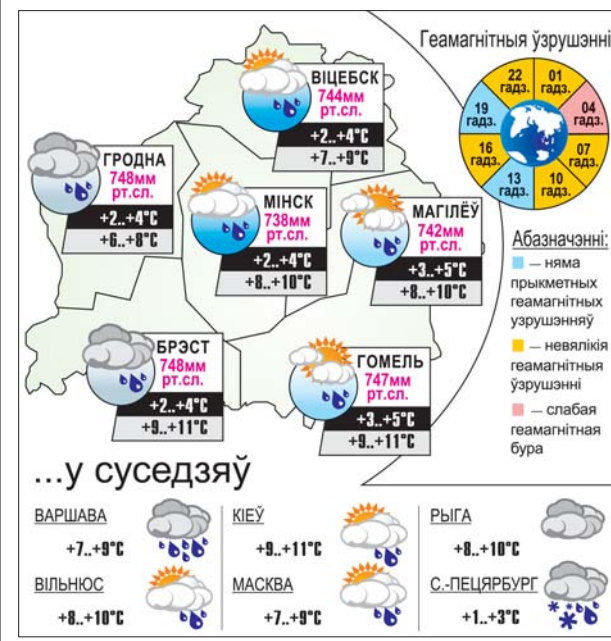 Геамагнітныя ўзрушэнні
22 гадз.
01 гадз.
04 гадз.
07 гадз.
10 гадз.
13 гадз.
16 гадз.
19 гадз.
ВІЦЕБСК
744мм
рт.сл.
+2..+4°C
+7..+9°C
ГРОДНА
748мм
рт.сл.
+2..+4°C
+6..+8°C
МІНСК
738мм
рт.сл.
+2..+4°C
+8..+10°C
МАГІЛЁЎ
742мм
рт.сл.
+3..+5°C
+8..+10°C
БРЭСТ
748мм
рт.сл.
+2..+4°C
+9..+11°C
ГОМЕЛЬ
747мм
рт.сл.
+3..+5°C
+9..+11°C
Абазначэнні:
— няма
прыкметных
геамагнітных
узрушэнняў
— невялікія
геамагнітныя
ўзрушэнні
— слабая
геамагнітная
бура
...у суседзяў
ВАРШАВА
+7..+9°C
КІЕЎ
+9..+11°C
РЫГА
+8..+10°C
ВІЛЬНЮС
+8..+10°C
МАСКВА
+7..+9°C
С.-ПЕЦЯРБУРГ
+1..+3°C